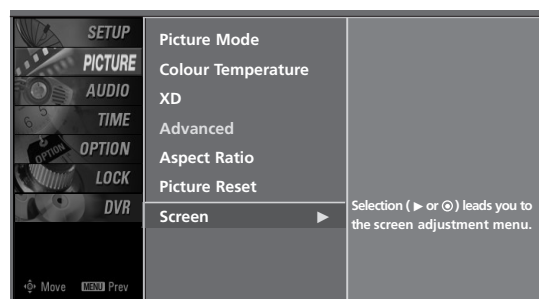 SETUP
PICTURE
AUDIO
TIME
OPTION
LOCK
DVR
Move MENU Prev
Picture Mode
Colour Temperature
XD
Advanced
Aspect Ratio
Picture Reset
Screen ▶
Selection ( ▶ or ⊙ ) leads you to
the screen adjustment menu.